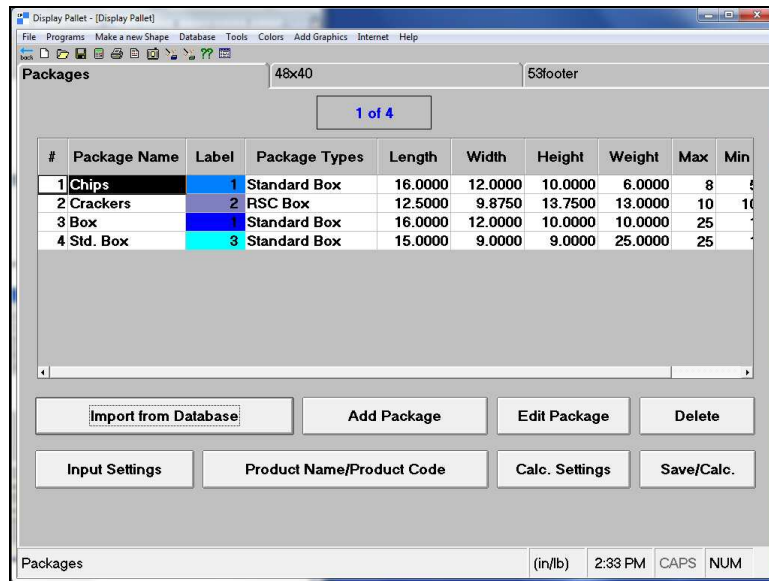 Display Pallet - [Display Pallet]
File Programs Make a new Shape Database Tools Colors Add Graphics Internet Help
back
Packages 48x40 53footer
1 of 4
# Package Name Label Package Types Length Width Height Weight Max Min
1 Chips 1 Standard Box 16.0000 12.0000 10.0000 6.0000 8
2 Crackers 2 RSC Box 12.5000 9.8750 13.7500 13.0000 10
3 Box 1 Standard Box 16.0000 12.0000 10.0000 10.0000 25
4 Std. Box 3 Standard Box 15.0000 9.0000 9.0000 25.0000 25
Import from Database Add Package Edit Package Delete
Input Settings Product Name/Product Code Calc. Settings Save/Calc.
Packages (in/lb) 2:33 PM CAPS NUM